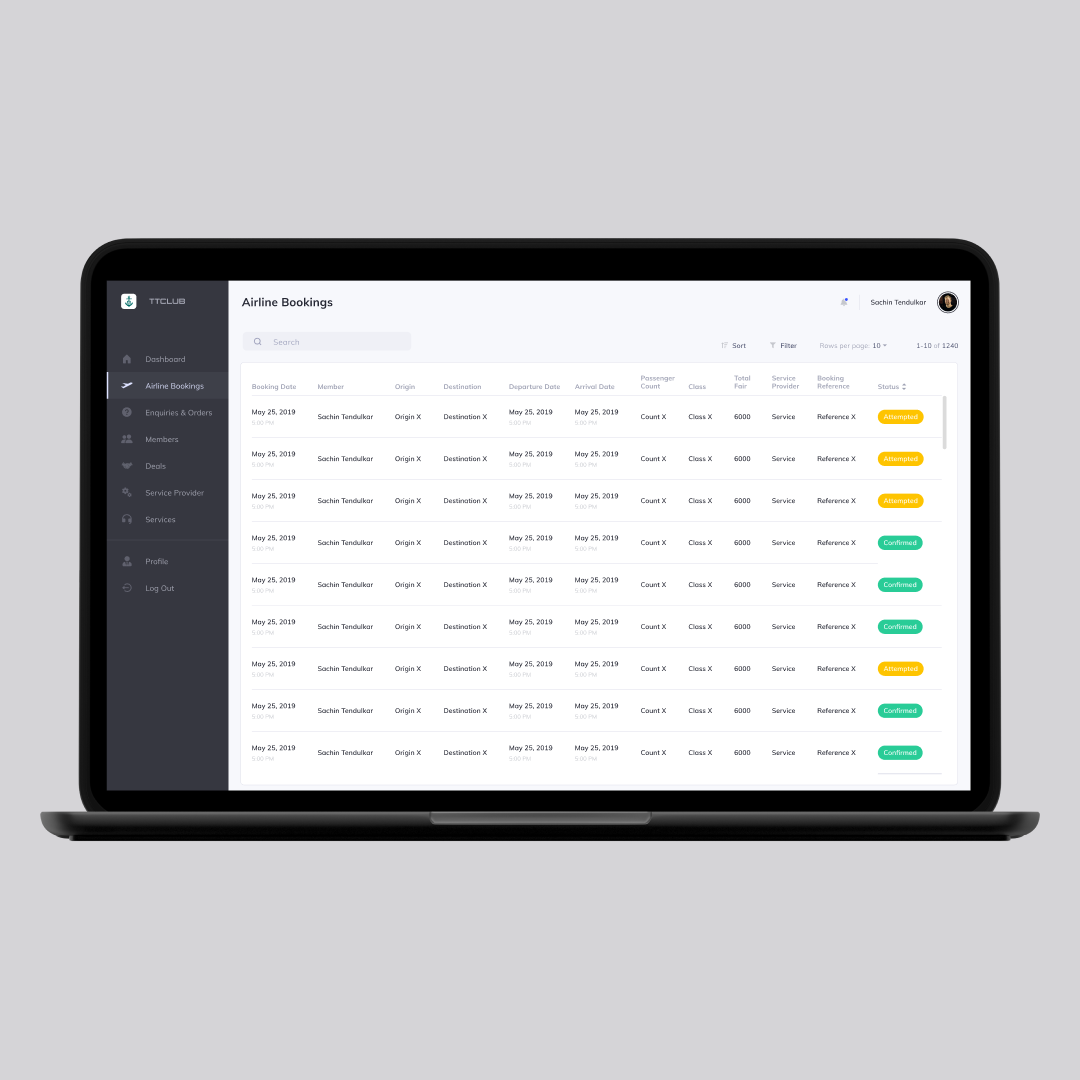 TTCLUB
Dashboard
Airline Bookings
Enquiries & Orders
Members
Deals
Service Provider
Services
Profile
Log Out
Airline Bookings
Sachin Tendulkar
Search
Sort Filter Rows per page: 10 1-10 of 1240
Booking Date Member Origin Destination Departure Date Arrival Date Passenger Count Class Total Fair Service Provider Booking Reference Status
May 25, 2019 Sachin Tendulkar Origin X Destination X May 25, 2019 May 25, 2019 Count X Class X 6000 Service Reference X Attempted
5:00 PM 5:00 PM 5:00 PM
May 25, 2019 Sachin Tendulkar Origin X Destination X May 25, 2019 May 25, 2019 Count X Class X 6000 Service Reference X Attempted
5:00 PM 5:00 PM 5:00 PM
May 25, 2019 Sachin Tendulkar Origin X Destination X May 25, 2019 May 25, 2019 Count X Class X 6000 Service Reference X Attempted
5:00 PM 5:00 PM 5:00 PM
May 25, 2019 Sachin Tendulkar Origin X Destination X May 25, 2019 May 25, 2019 Count X Class X 6000 Service Reference X Confirmed
5:00 PM 5:00 PM 5:00 PM
May 25, 2019 Sachin Tendulkar Origin X Destination X May 25, 2019 May 25, 2019 Count X Class X 6000 Service Reference X Confirmed
5:00 PM 5:00 PM 5:00 PM
May 25, 2019 Sachin Tendulkar Origin X Destination X May 25, 2019 May 25, 2019 Count X Class X 6000 Service Reference X Confirmed
5:00 PM 5:00 PM 5:00 PM
May 25, 2019 Sachin Tendulkar Origin X Destination X May 25, 2019 May 25, 2019 Count X Class X 6000 Service Reference X Attempted
5:00 PM 5:00 PM 5:00 PM
May 25, 2019 Sachin Tendulkar Origin X Destination X May 25, 2019 May 25, 2019 Count X Class X 6000 Service Reference X Confirmed
5:00 PM 5:00 PM 5:00 PM
May 25, 2019 Sachin Tendulkar Origin X Destination X May 25, 2019 May 25, 2019 Count X Class X 6000 Service Reference X Confirmed
5:00 PM 5:00 PM 5:00 PM